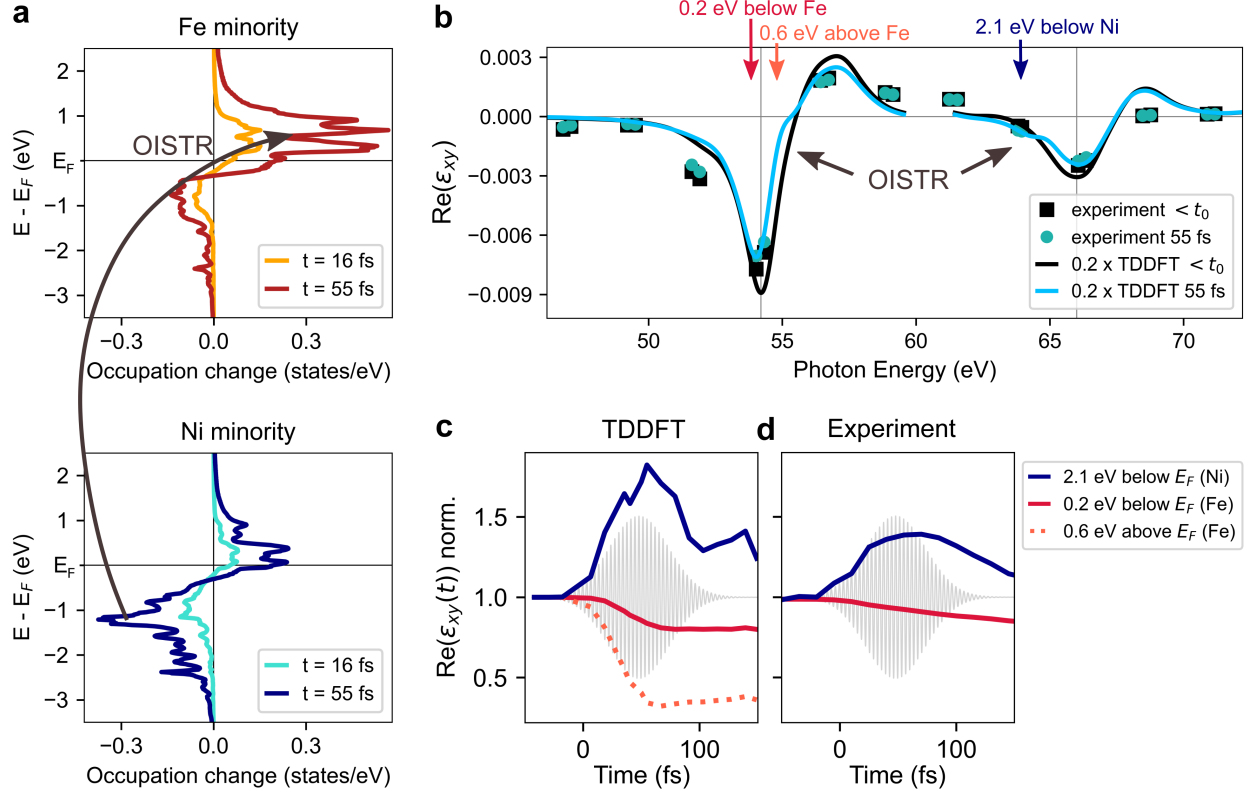 a
Fe minority
2
1
E_F
−1
−2
−3
E - E_F (eV)
OISTR
t = 16 fs
t = 55 fs
−0.3
0.0
0.3
Occupation change (states/eV)
Ni minority
2
1
E_F
−1
−2
−3
E - E_F (eV)
t = 16 fs
t = 55 fs
−0.3
0.0
0.3
Occupation change (states/eV)
b
0.2 eV below Fe
0.6 eV above Fe
2.1 eV below Ni
0.003
0.000
−0.003
−0.006
−0.009
Re(ε_xy)
OISTR
experiment < t₀
experiment 55 fs
0.2 x TDDFT < t₀
0.2 x TDDFT 55 fs
50
55
60
65
70
Photon Energy (eV)
c
TDDFT
1.5
1.0
0.5
Re(ε_xy(t)) norm.
0
100
Time (fs)
d
Experiment
0
100
Time (fs)
2.1 eV below E_F (Ni)
0.2 eV below E_F (Fe)
0.6 eV above E_F (Fe)